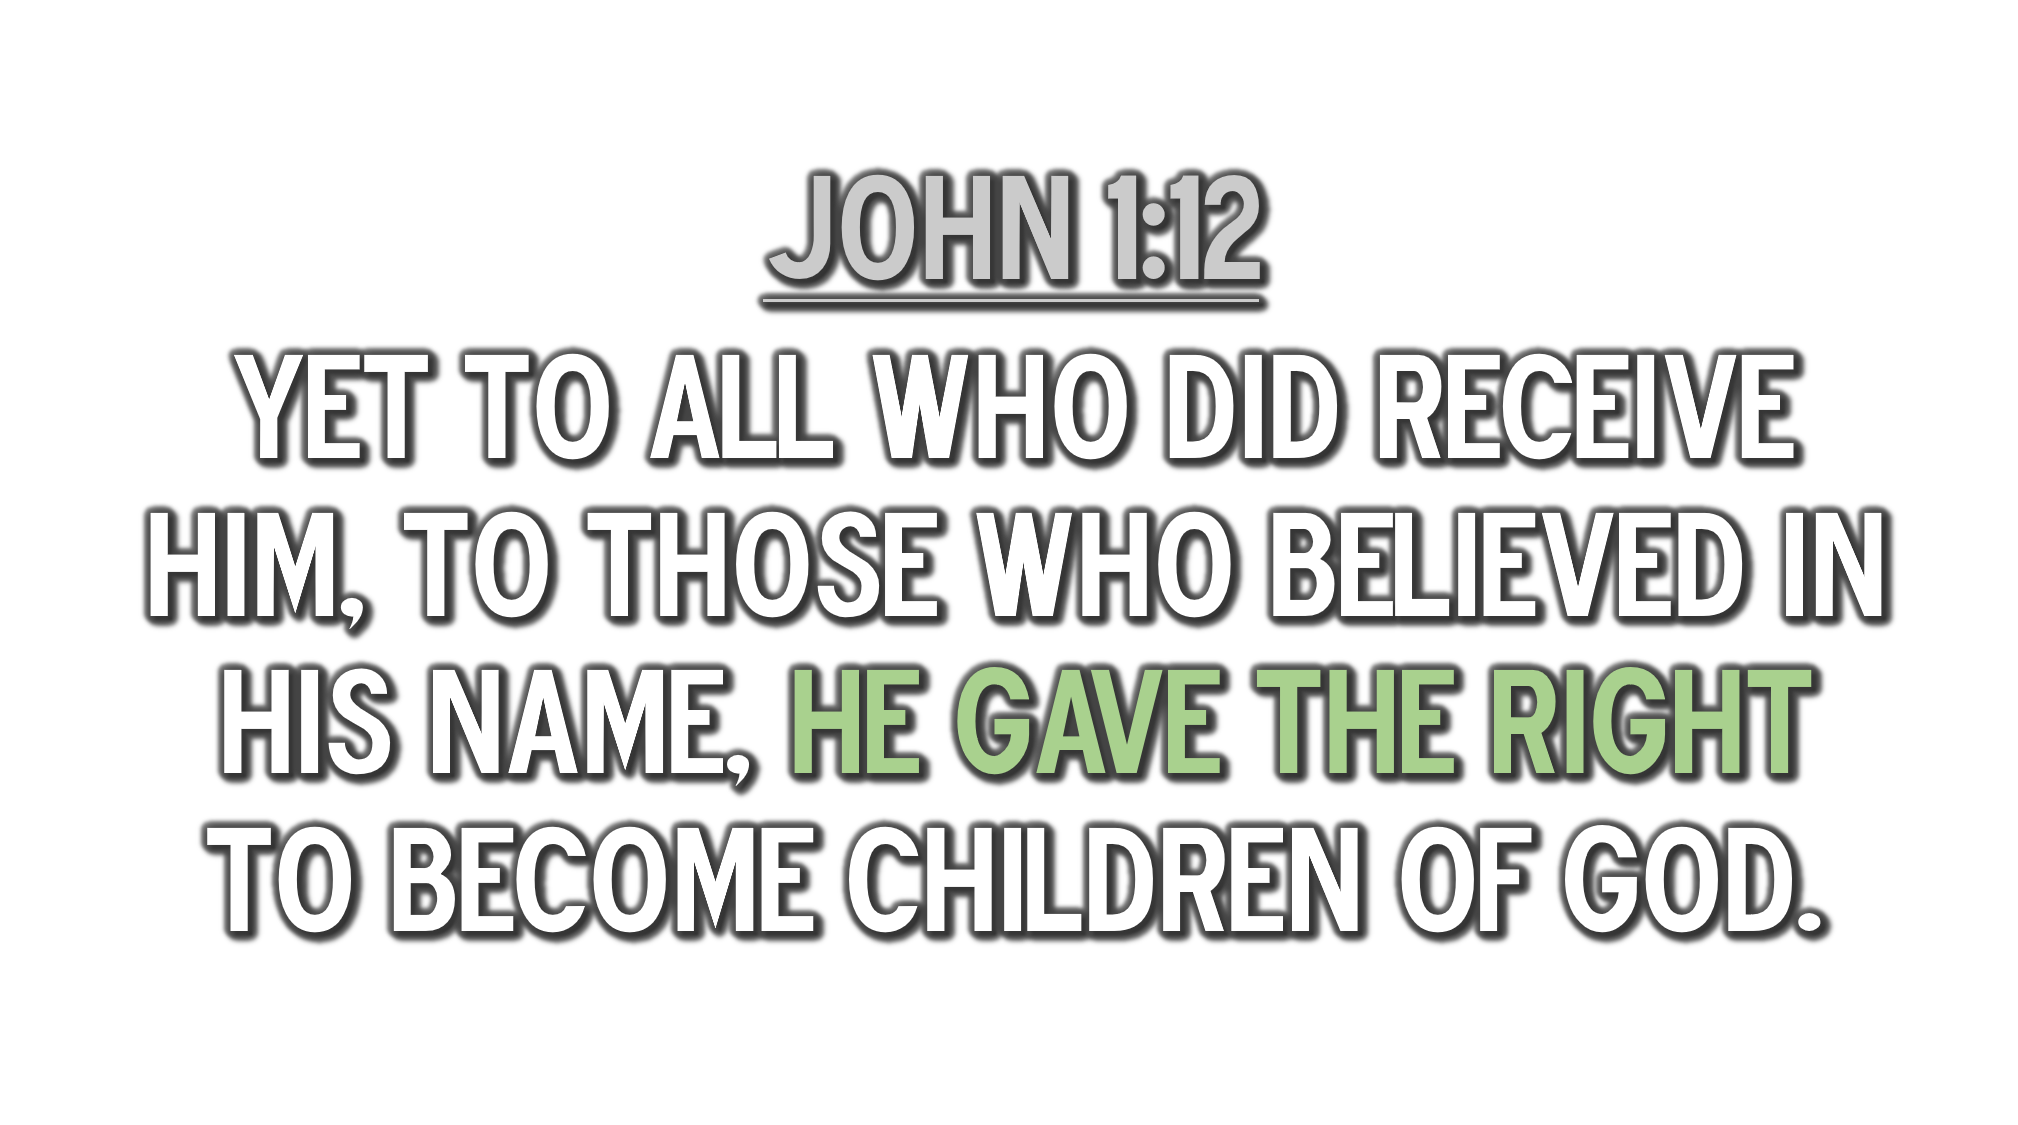 JOHN 1:12
YET TO ALL WHO DID RECEIVE
HIM, TO THOSE WHO BELIEVED IN
HIS NAME, HE GAVE THE RIGHT
TO BECOME CHILDREN OF GOD.